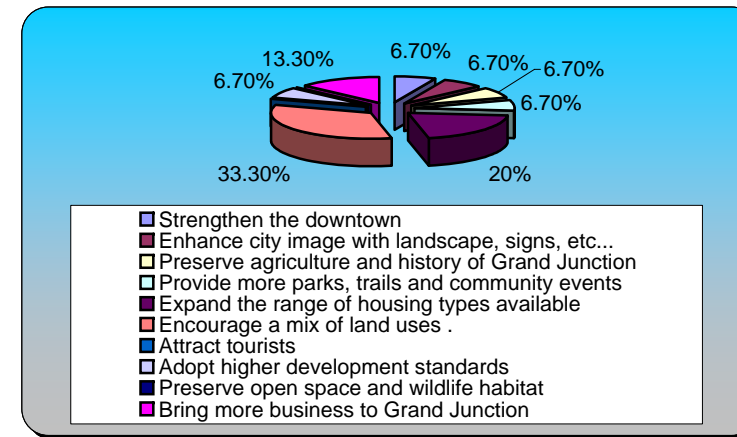 13.30%
6.70%
6.70%
6.70%
6.70%
6.70%
33.30%
20%
Strengthen the downtown
Enhance city image with landscape, signs, etc...
Preserve agriculture and history of Grand Junction
Provide more parks, trails and community events
Expand the range of housing types available
Encourage a mix of land uses .
Attract tourists
Adopt higher development standards
Preserve open space and wildlife habitat
Bring more business to Grand Junction